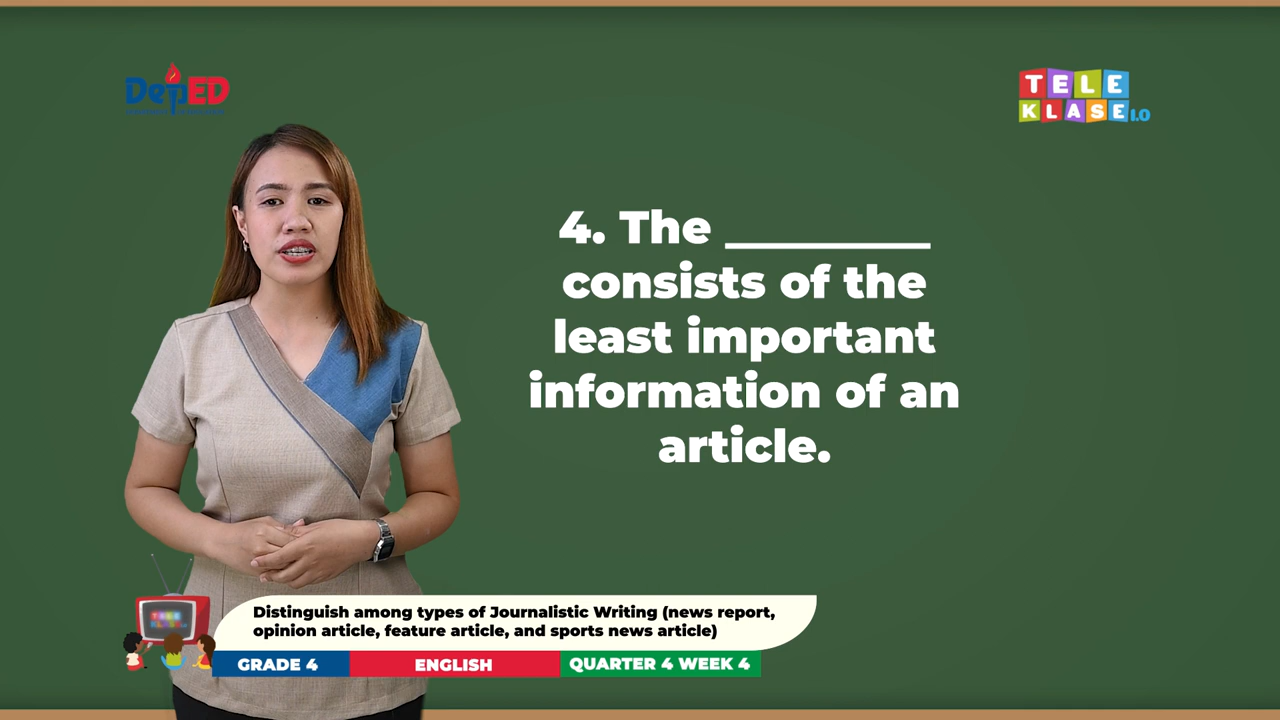 DepED
TELE
KLASE 1.0
4. The ________
consists of the
least important
information of an
article.
Distinguish among types of Journalistic Writing (news report,
opinion article, feature article, and sports news article)
GRADE 4
ENGLISH
QUARTER 4 WEEK 4